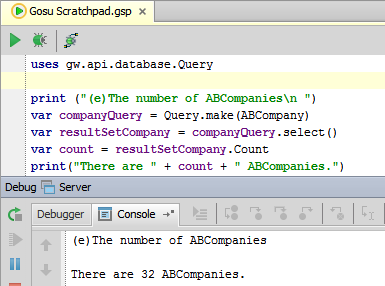 Gosu Scratchpad.gsp
uses gw.api.database.Query
print ("(e)The number of ABCompanies\n ")
var companyQuery = Query.make(ABCompany)
var resultSetCompany = companyQuery.select()
var count = resultSetCompany.Count
print("There are " + count + " ABCompanies.")
Debug Server
Debugger Console
(e)The number of ABCompanies
There are 32 ABCompanies.